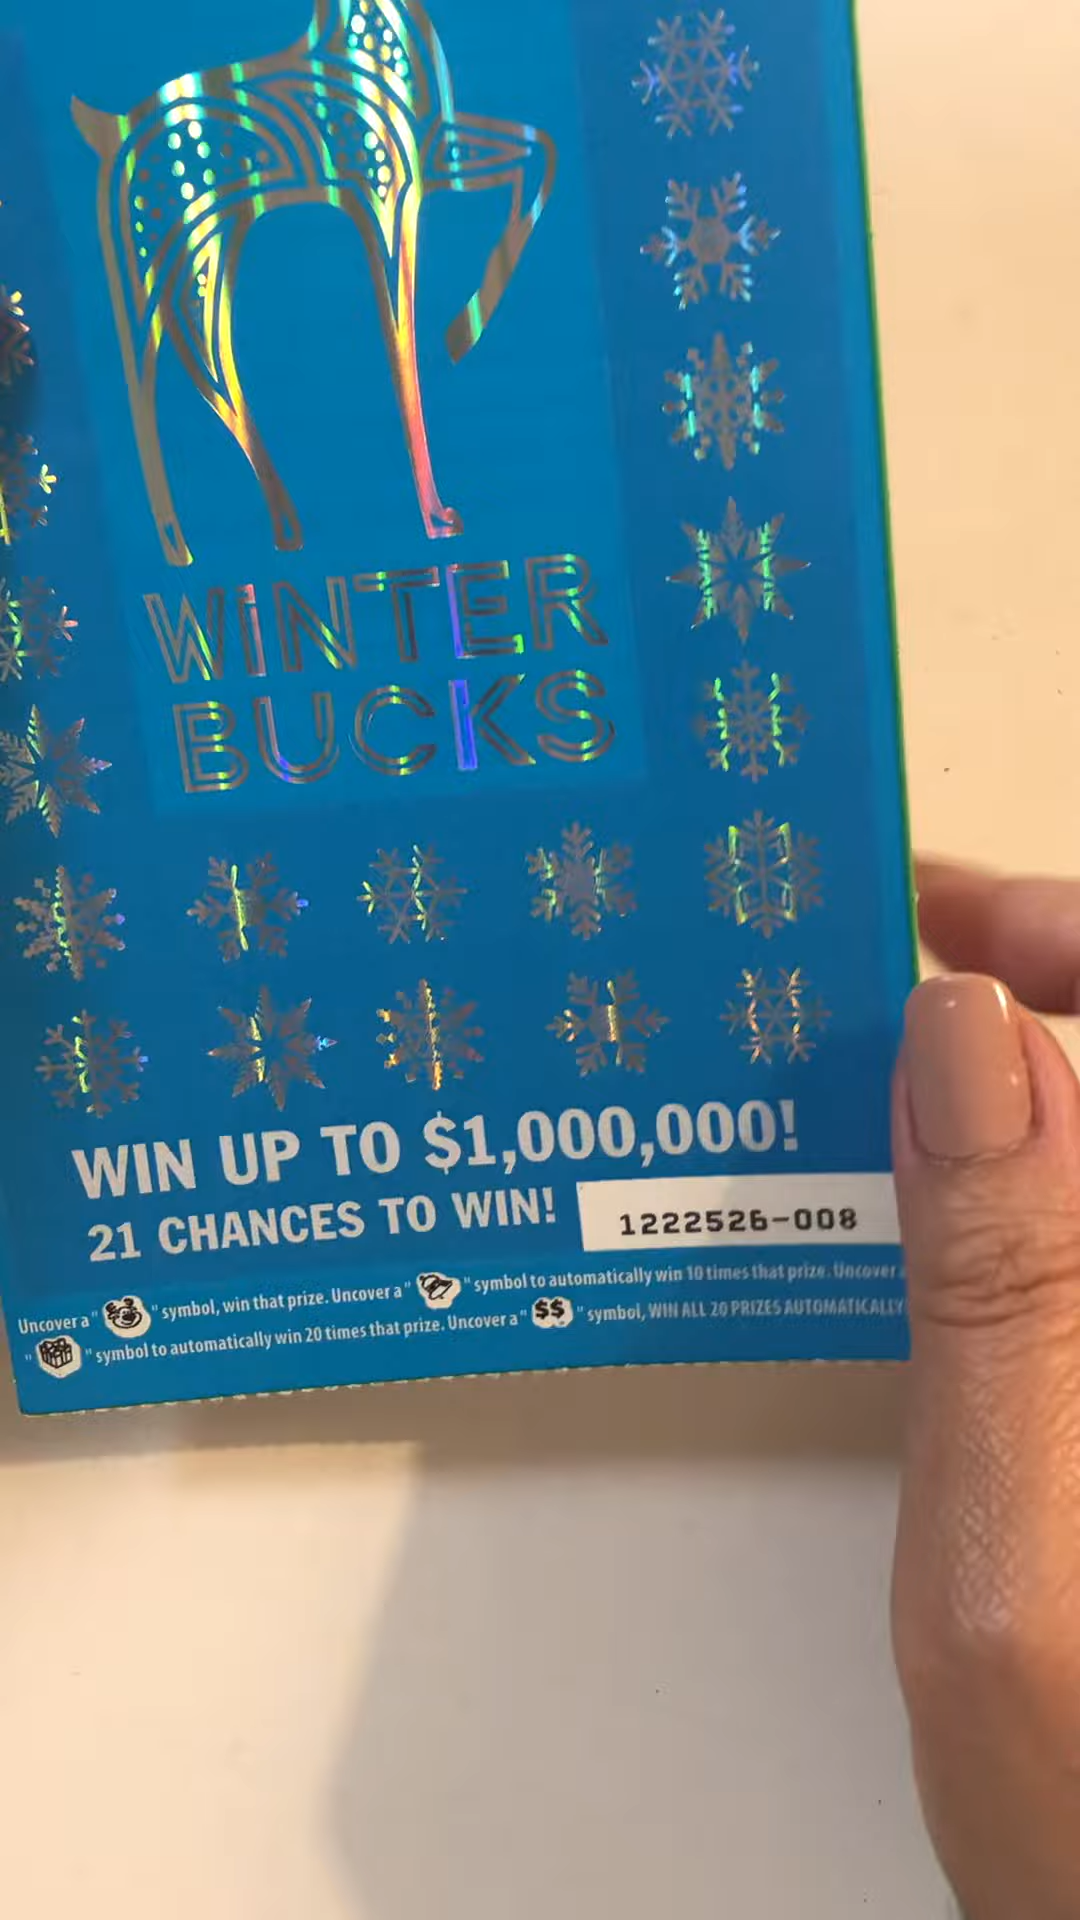 WINTER
BUCKS
WIN UP TO $1,000,000!
21 CHANCES TO WIN!
1222526-008
Uncover a " " symbol, win that prize. Uncover a " " symbol to automatically win 10 times that prize. Uncover a
" " symbol to automatically win 20 times that prize. Uncover a " $$ " symbol, WIN ALL 20 PRIZES AUTOMATICALLY